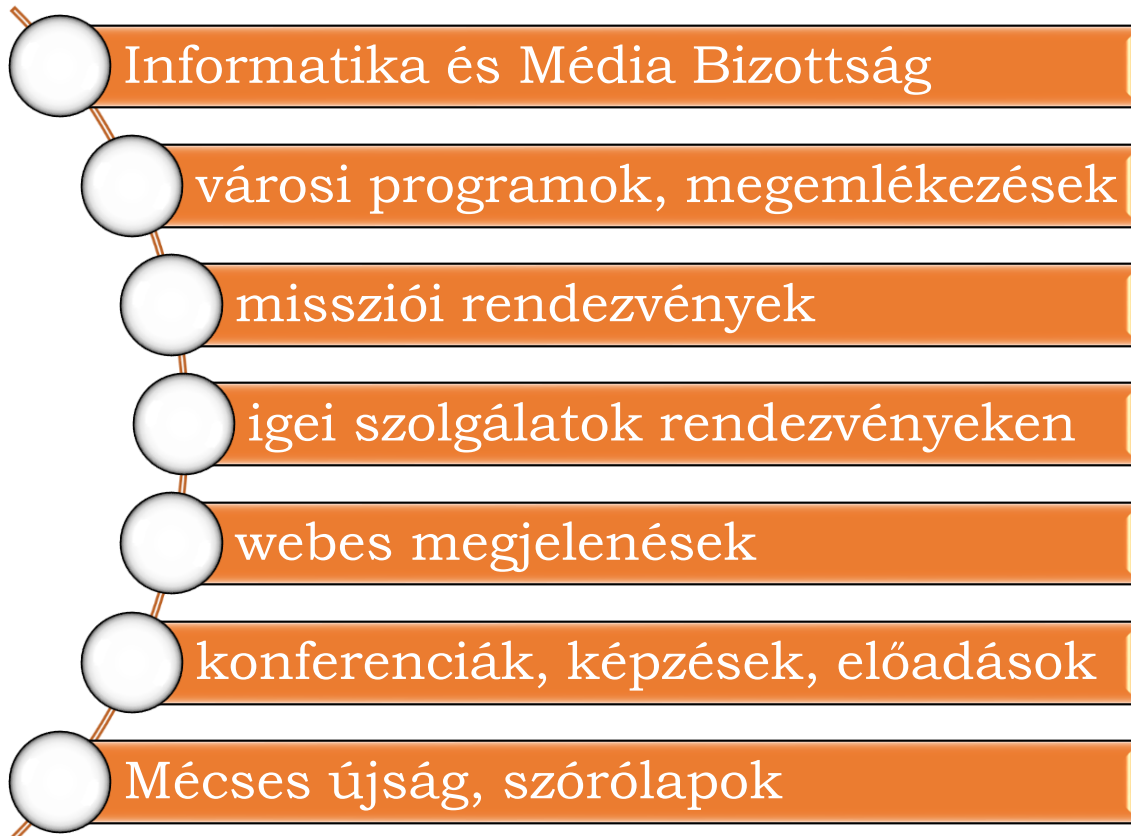 Informatika és Média Bizottság
városi programok, megemlékezések
missziói rendezvények
igei szolgálatok rendezvényeken
webes megjelenések
konferenciák, képzések, előadások
Mécses újság, szórólapok